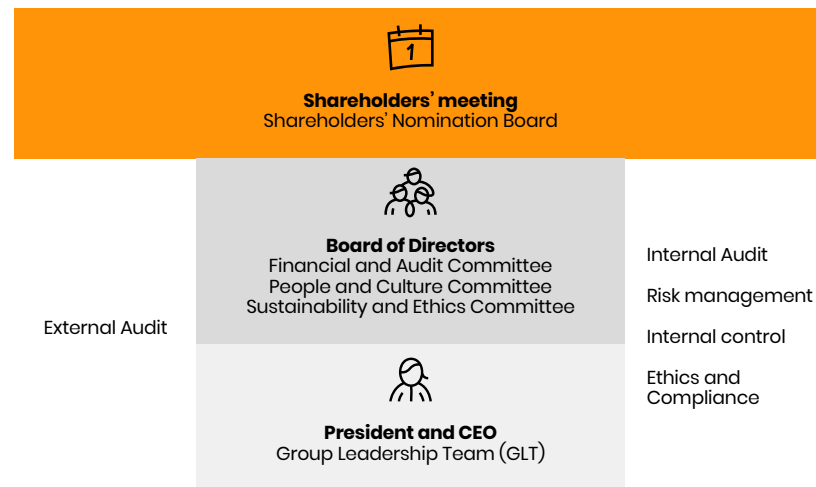 1
Shareholders’ meeting
Shareholders’ Nomination Board
Board of Directors
Financial and Audit Committee
People and Culture Committee
Sustainability and Ethics Committee
External Audit
Internal Audit
Risk management
Internal control
Ethics and
Compliance
President and CEO
Group Leadership Team (GLT)